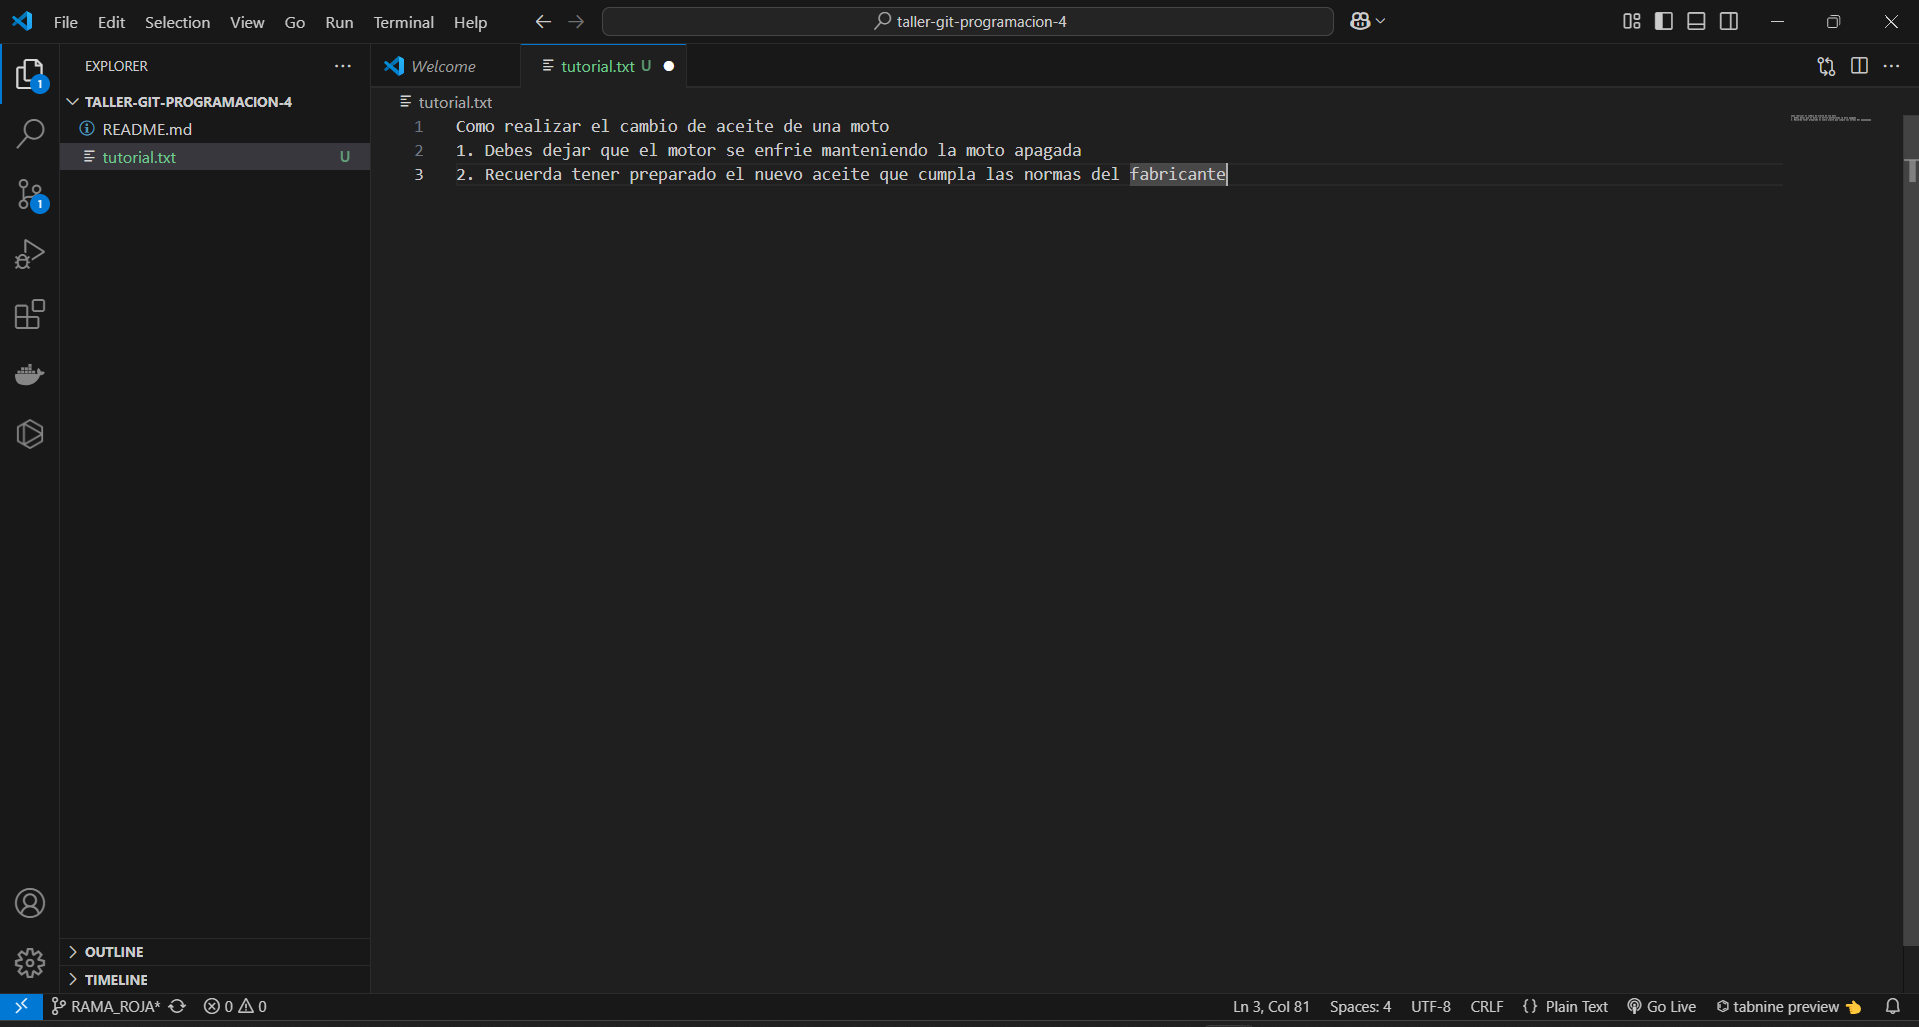 File Edit Selection View Go Run Terminal Help
taller-git-programacion-4
EXPLORER
TALLER-GIT-PROGRAMACION-4
README.md
tutorial.txt U
OUTLINE
TIMELINE
1
1
Welcome
tutorial.txt U
tutorial.txt
1 Como realizar el cambio de aceite de una moto
2 1. Debes dejar que el motor se enfrie manteniendo la moto apagada
3 2. Recuerda tener preparado el nuevo aceite que cumpla las normas del fabricante
RAMA_ROJA* 0 0 Ln 3, Col 81 Spaces: 4 UTF-8 CRLF {} Plain Text Go Live tabnine preview